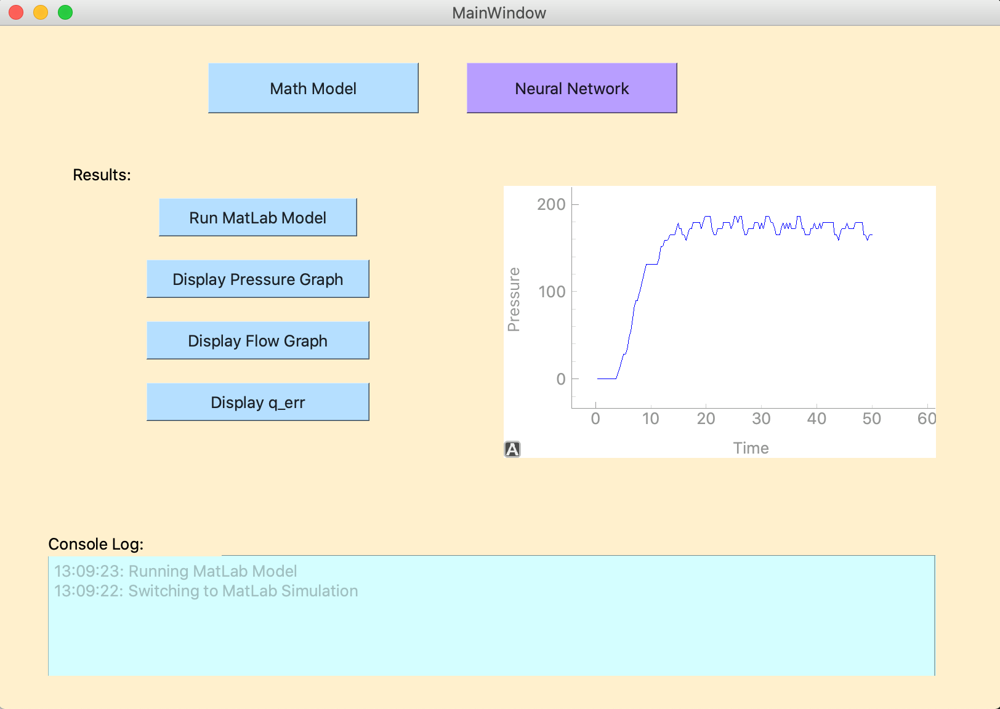 MainWindow
Math Model
Neural Network
Results:
Run MatLab Model
Display Pressure Graph
Display Flow Graph
Display q_err
200
100
0
Pressure
0 10 20 30 40 50 60
Time
A
Console Log:
13:09:23: Running MatLab Model
13:09:22: Switching to MatLab Simulation